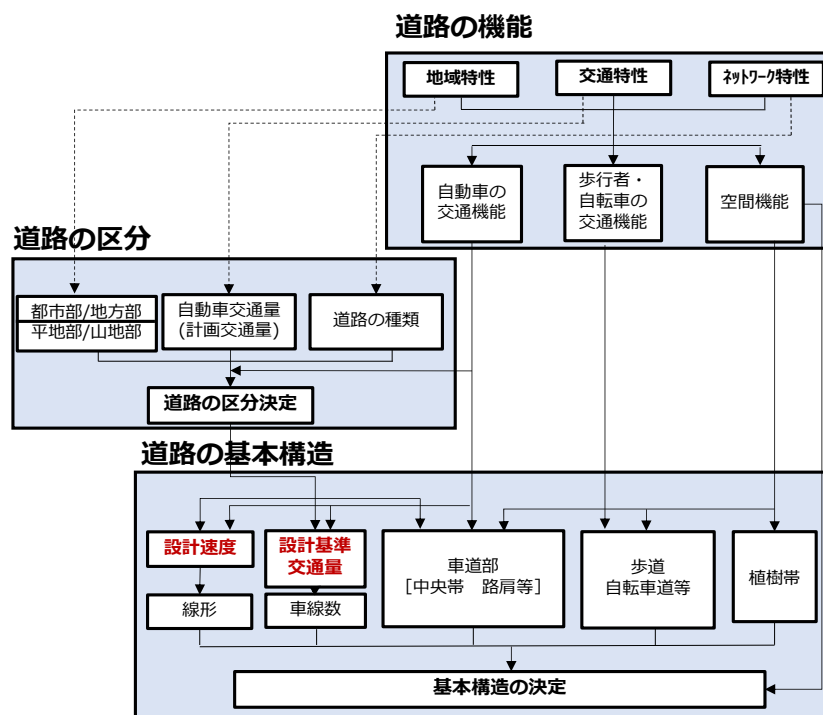 道路の機能
地域特性
交通特性
ﾈｯﾄﾜｰｸ特性
自動車の
交通機能
歩行者・
自転車の
交通機能
空間機能
道路の区分
都市部/地方部
平地部/山地部
自動車交通量
(計画交通量)
道路の種類
道路の区分決定
道路の基本構造
設計速度
設計基準
交通量
車道部
［中央帯　路肩等］
歩道
自転車道等
植樹帯
線形
車線数
基本構造の決定